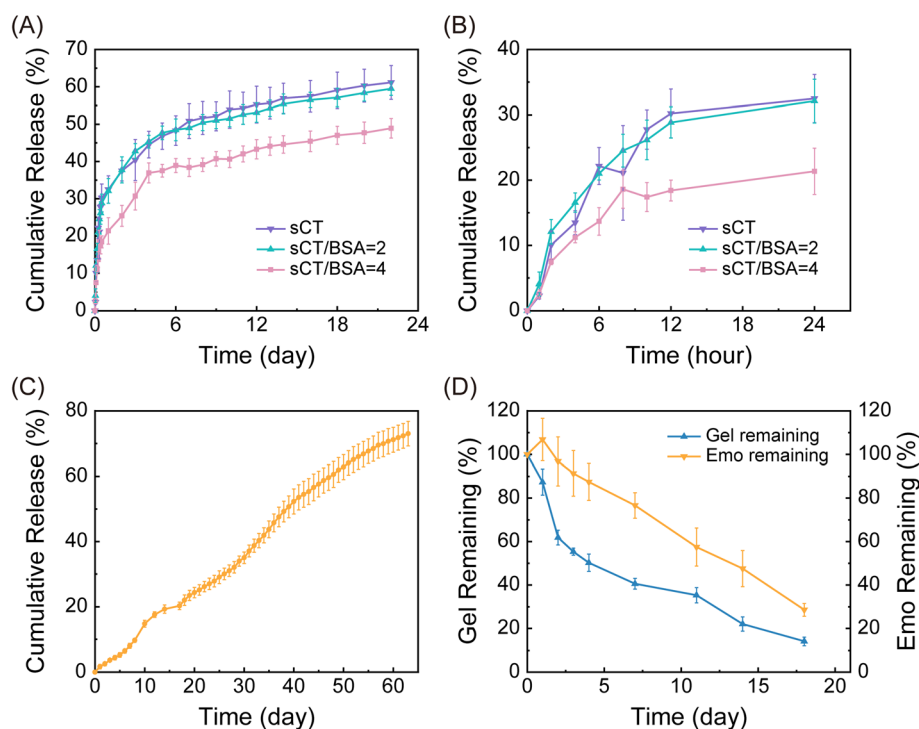 (A)
Cumulative Release (%)
70
60
50
40
30
20
10
0
sCT
sCT/BSA=2
sCT/BSA=4
0 6 12 18 24
Time (day)
(B)
Cumulative Release (%)
40
30
20
10
0
sCT
sCT/BSA=2
sCT/BSA=4
0 6 12 18 24
Time (hour)
(C)
Cumulative Release (%)
80
60
40
20
0
0 10 20 30 40 50 60
Time (day)
(D)
Gel Remaining (%)
120
100
80
60
40
20
0
Gel remaining
Emo remaining
120
100
80
60
40
20
0
Emo Remaining (%)
0 5 10 15 20
Time (day)